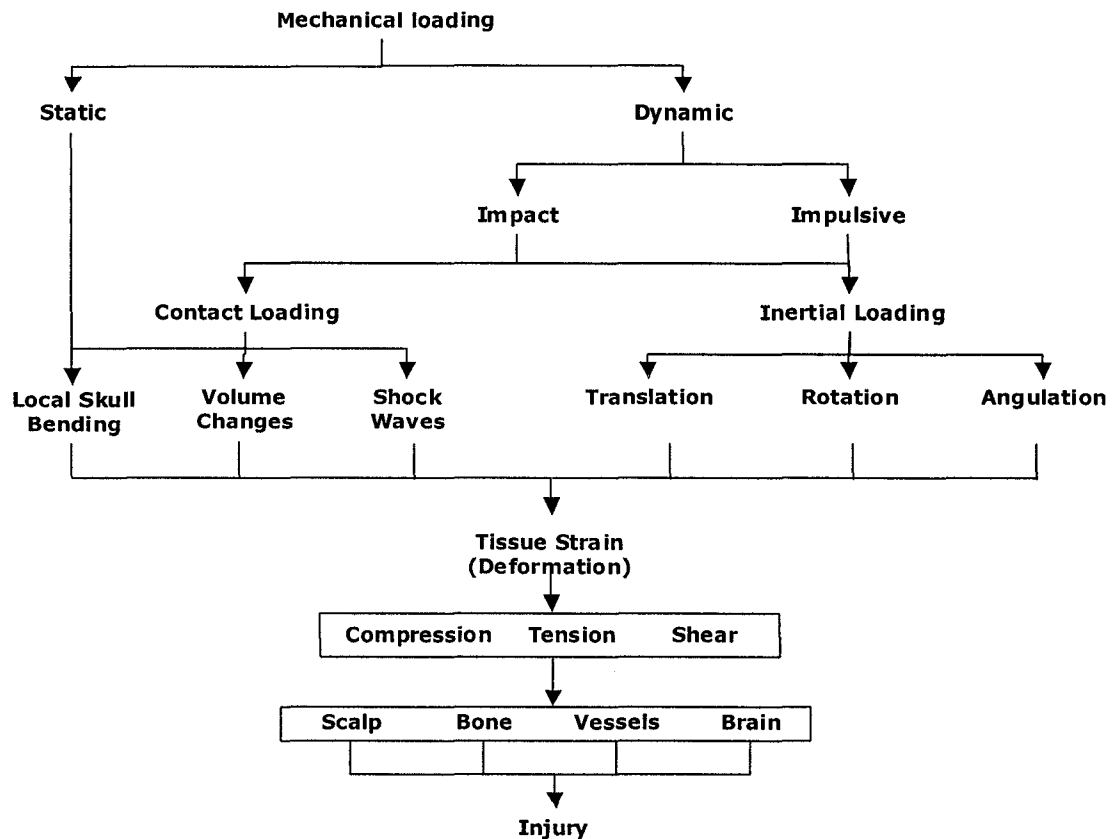 Mechanical loading
Static
Dynamic
Impact
Impulsive
Contact Loading
Inertial Loading
Local Skull
Bending
Volume
Changes
Shock
Waves
Translation
Rotation
Angulation
Tissue Strain
(Deformation)
Compression Tension Shear
Scalp Bone Vessels Brain
Injury